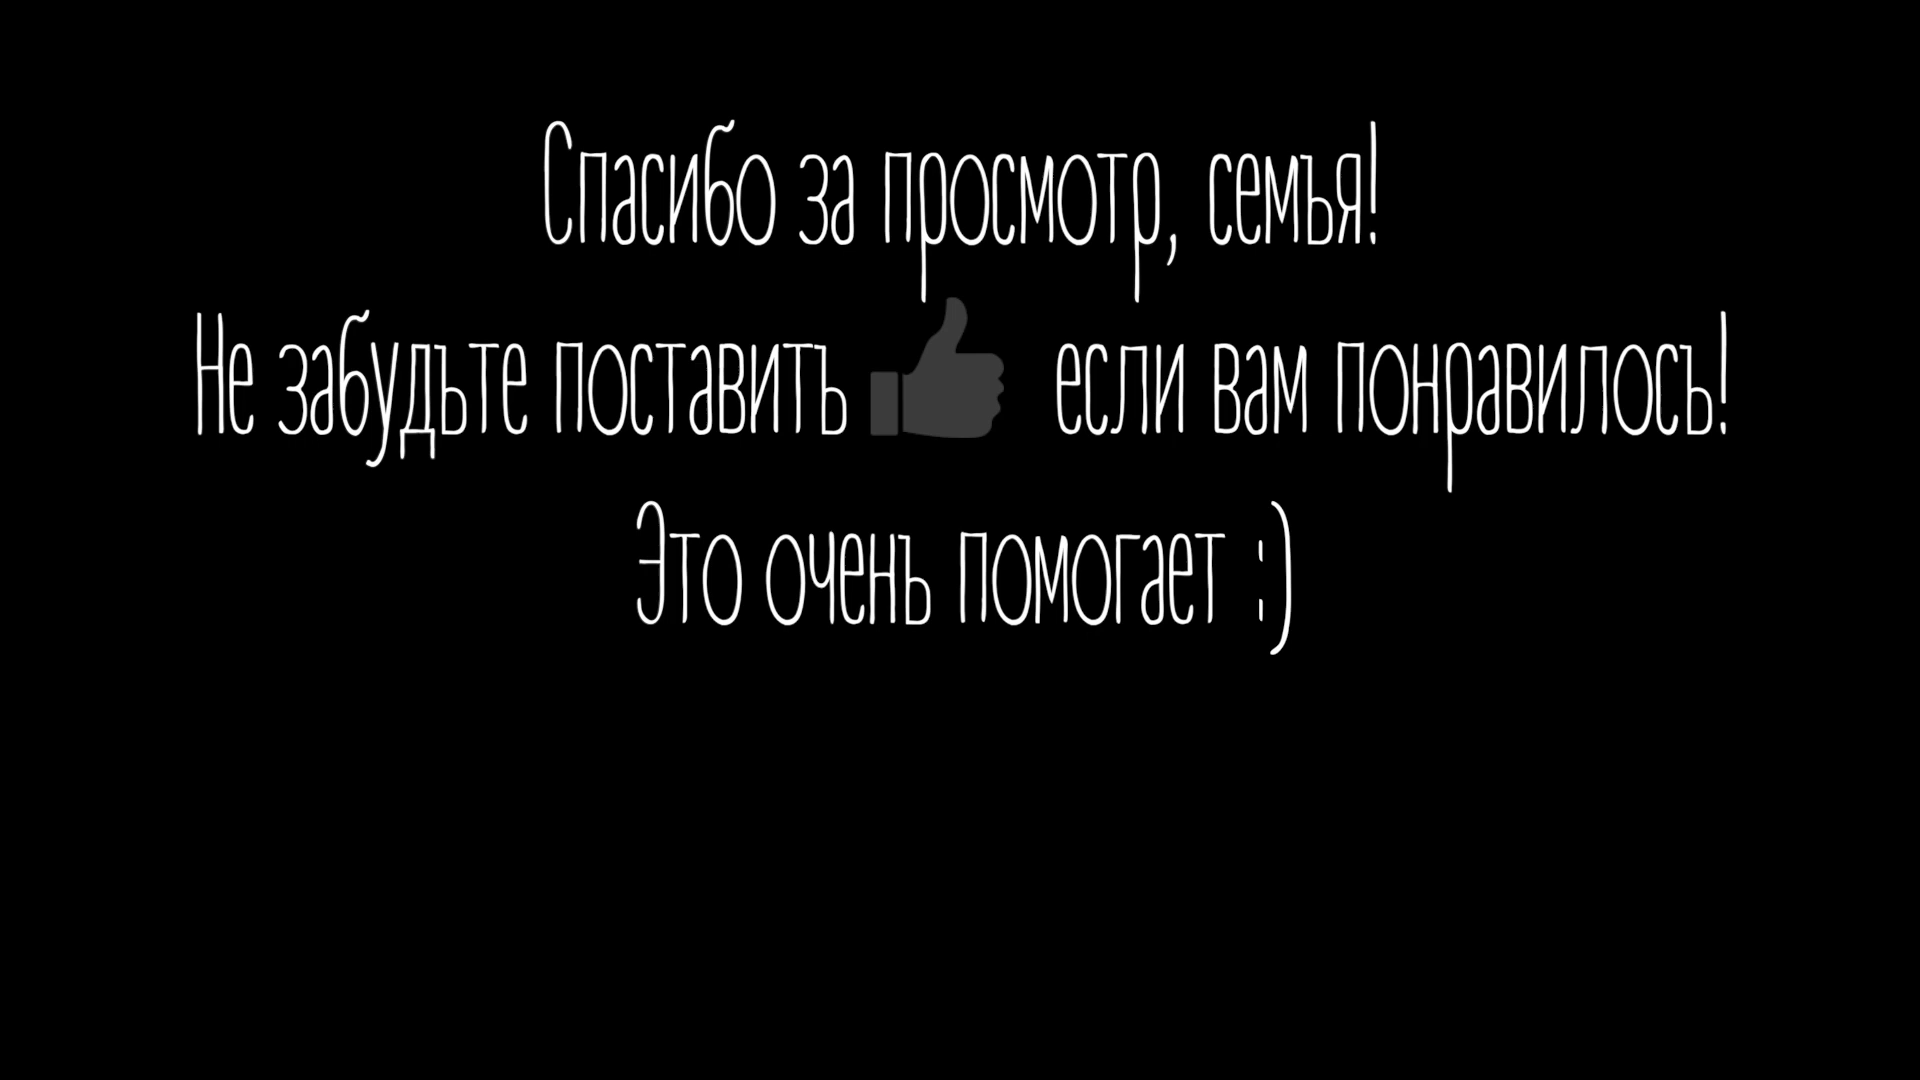 Спасибо за просмотр, семья!
Не забудьте поставить если вам понравилось!
Это очень помогает :)